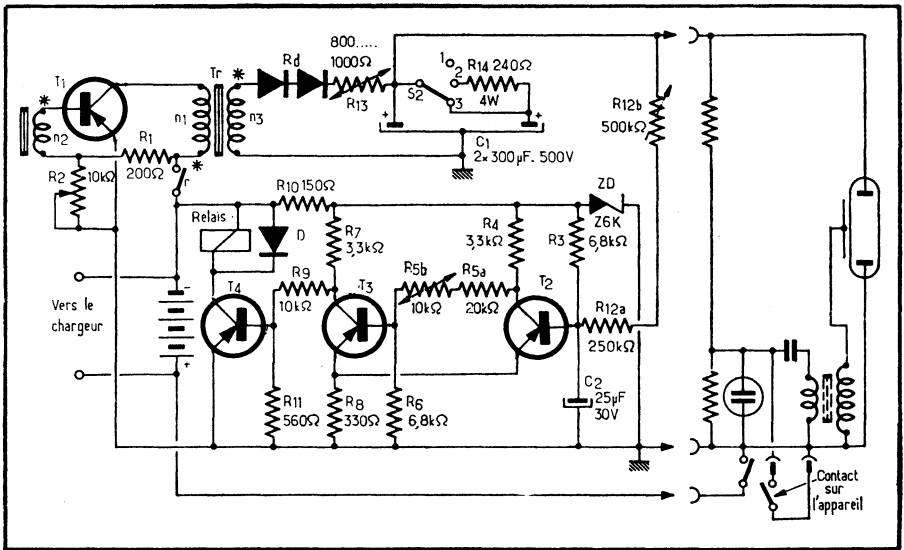 T1
*
n2
R2
10kΩ
R1
200Ω
r
*
Tr
*
n1
n3
Rd
800.....
1000Ω
R13
S2
1
2
3
R14 240Ω
4W
+
+
C1
2×300µF. 500V
R12b
500kΩ
R10 150Ω
Relais
D
R7
3,3kΩ
R4
3,3kΩ
R3
6,8kΩ
ZD
Z6K
Vers le
chargeur
-
+
T4
R9
10kΩ
T3
R5b
10kΩ
R5a
20kΩ
T2
R12a
250kΩ
R11
560Ω
R8
330Ω
R6
6,8kΩ
C2
25µF
30V
Contact
sur
l'appareil